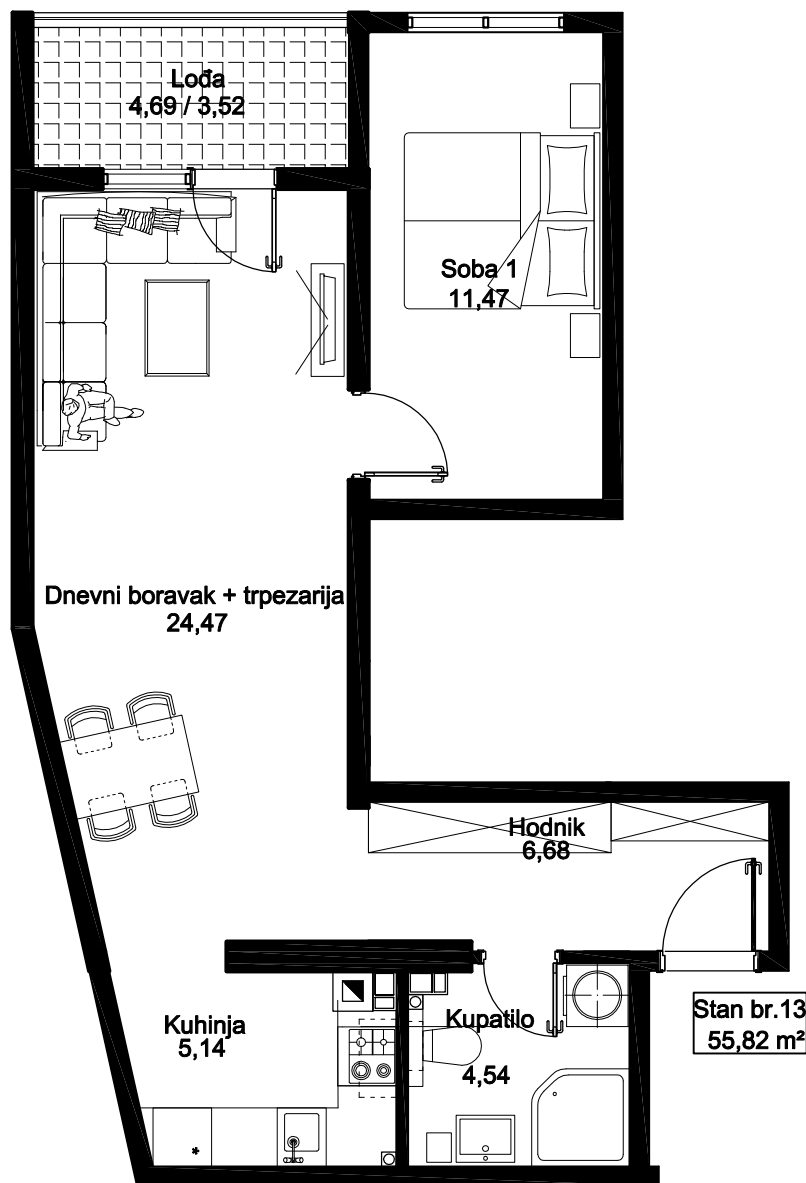 Lođa
4,69 / 3,52
Soba 1
11,47
Dnevni boravak + trpezarija
24,47
Hodnik
6,68
Kuhinja
5,14
Kupatilo
4,54
Stan br.13
55,82 m²